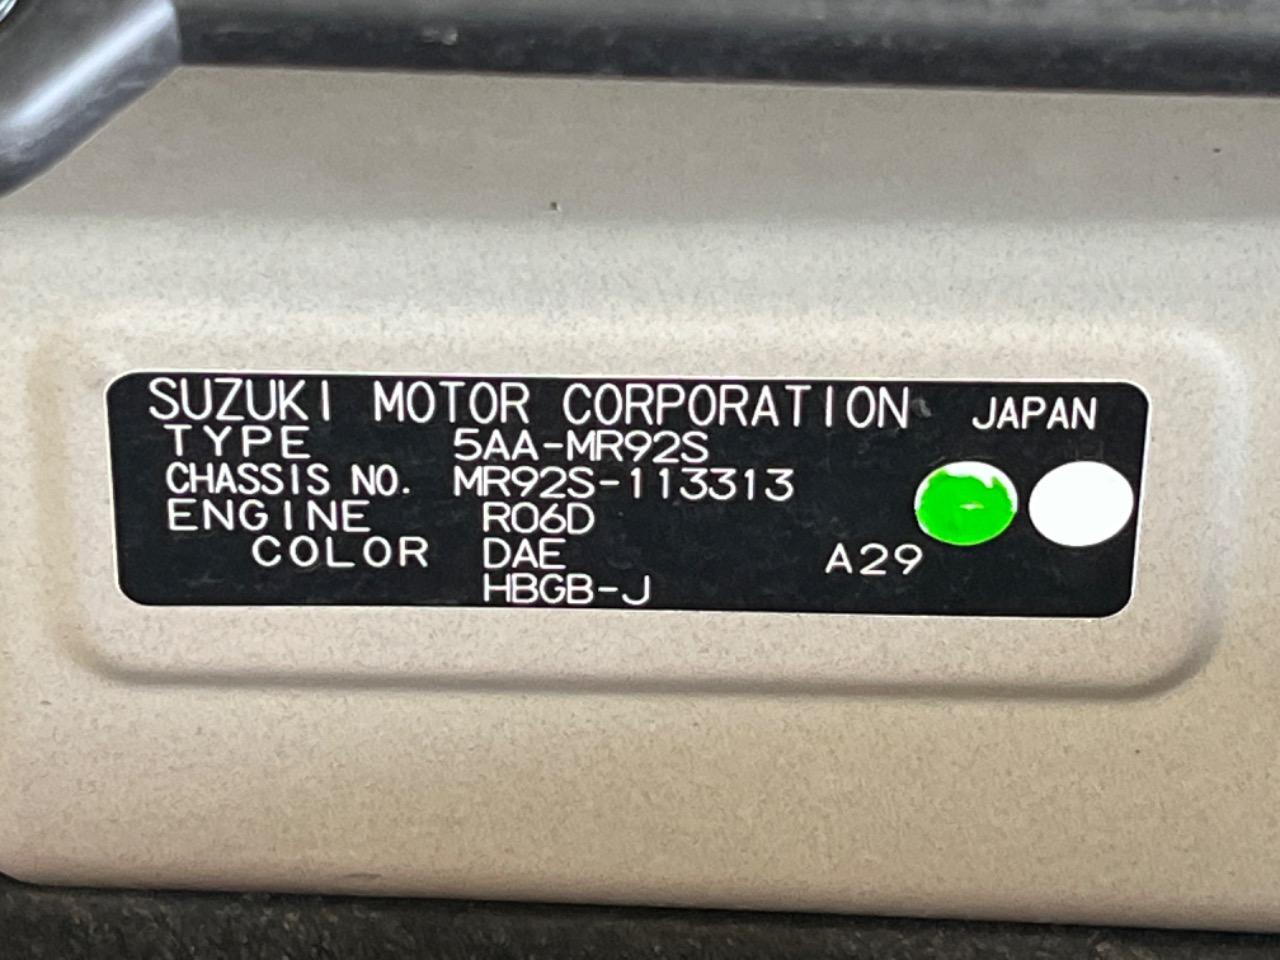 SUZUKI MOTOR CORPORATION JAPAN
TYPE 5AA-MR92S
CHASSIS NO. MR92S-113313
ENGINE R06D
COLOR DAE A29
HBGB-J